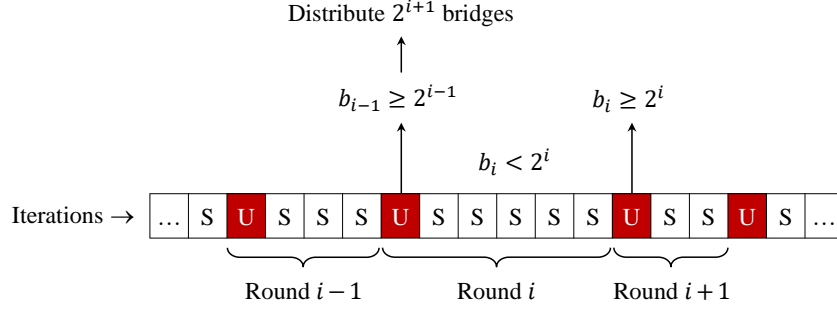 Distribute 2^{i+1} bridges
b_{i−1} ≥ 2^{i−1}
b_i ≥ 2^i
b_i < 2^i
Iterations → … S U S S S U S S S S S U S S U S …
Round i − 1
Round i
Round i + 1